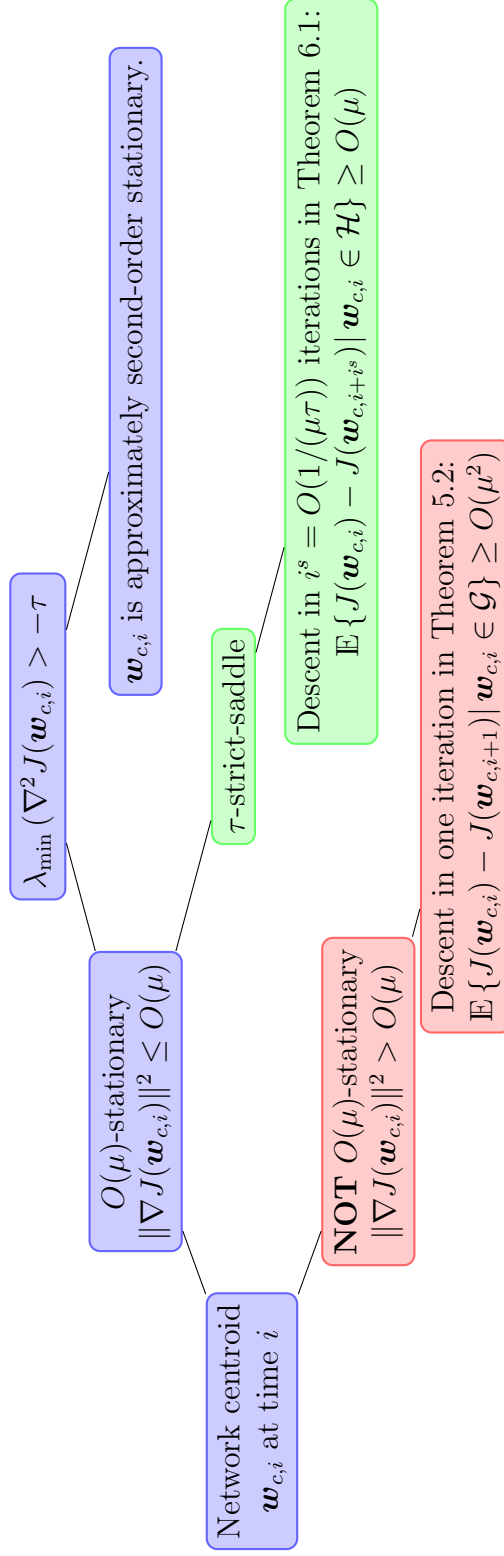 Network centroid
w_{c,i} at time i
O(μ)-stationary
‖∇J(w_{c,i})‖² ≤ O(μ)
NOT O(μ)-stationary
‖∇J(w_{c,i})‖² > O(μ)
λ_min (∇² J(w_{c,i})) > −τ
τ-strict-saddle
w_{c,i} is approximately second-order stationary.
Descent in i^s = O(1/(μτ)) iterations in Theorem 6.1:
𝔼 {J(w_{c,i}) − J(w_{c,i+i^s})| w_{c,i} ∈ ℋ} ≥ O(μ)
Descent in one iteration in Theorem 5.2:
𝔼 {J(w_{c,i}) − J(w_{c,i+1})| w_{c,i} ∈ 𝒢} ≥ O(μ²)